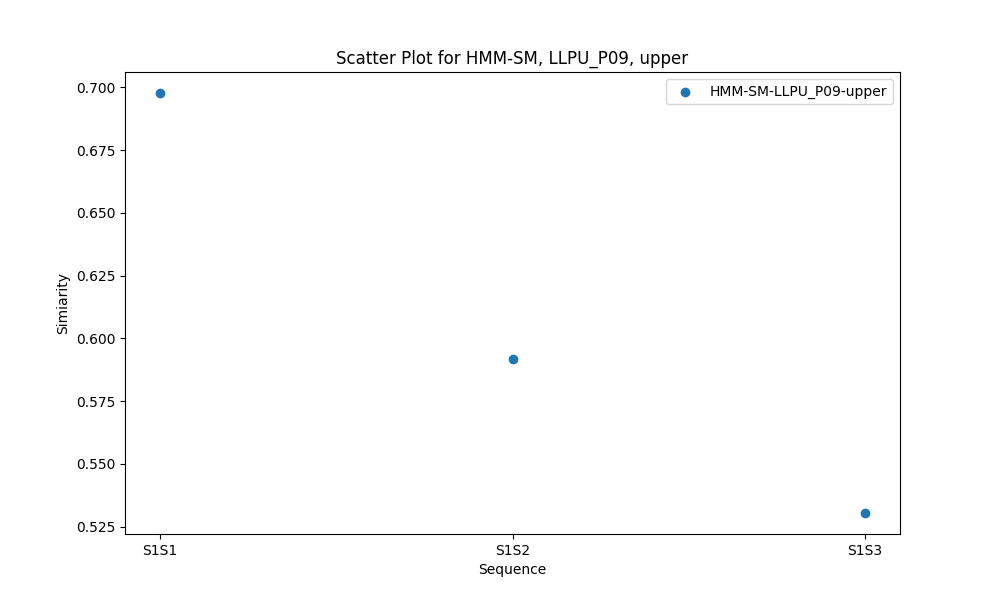 Scatter Plot for HMM-SM, LLPU_P09, upper
HMM-SM-LLPU_P09-upper
0.700
0.675
0.650
0.625
0.600
0.575
0.550
0.525
Simiarity
S1S1
S1S2
S1S3
Sequence